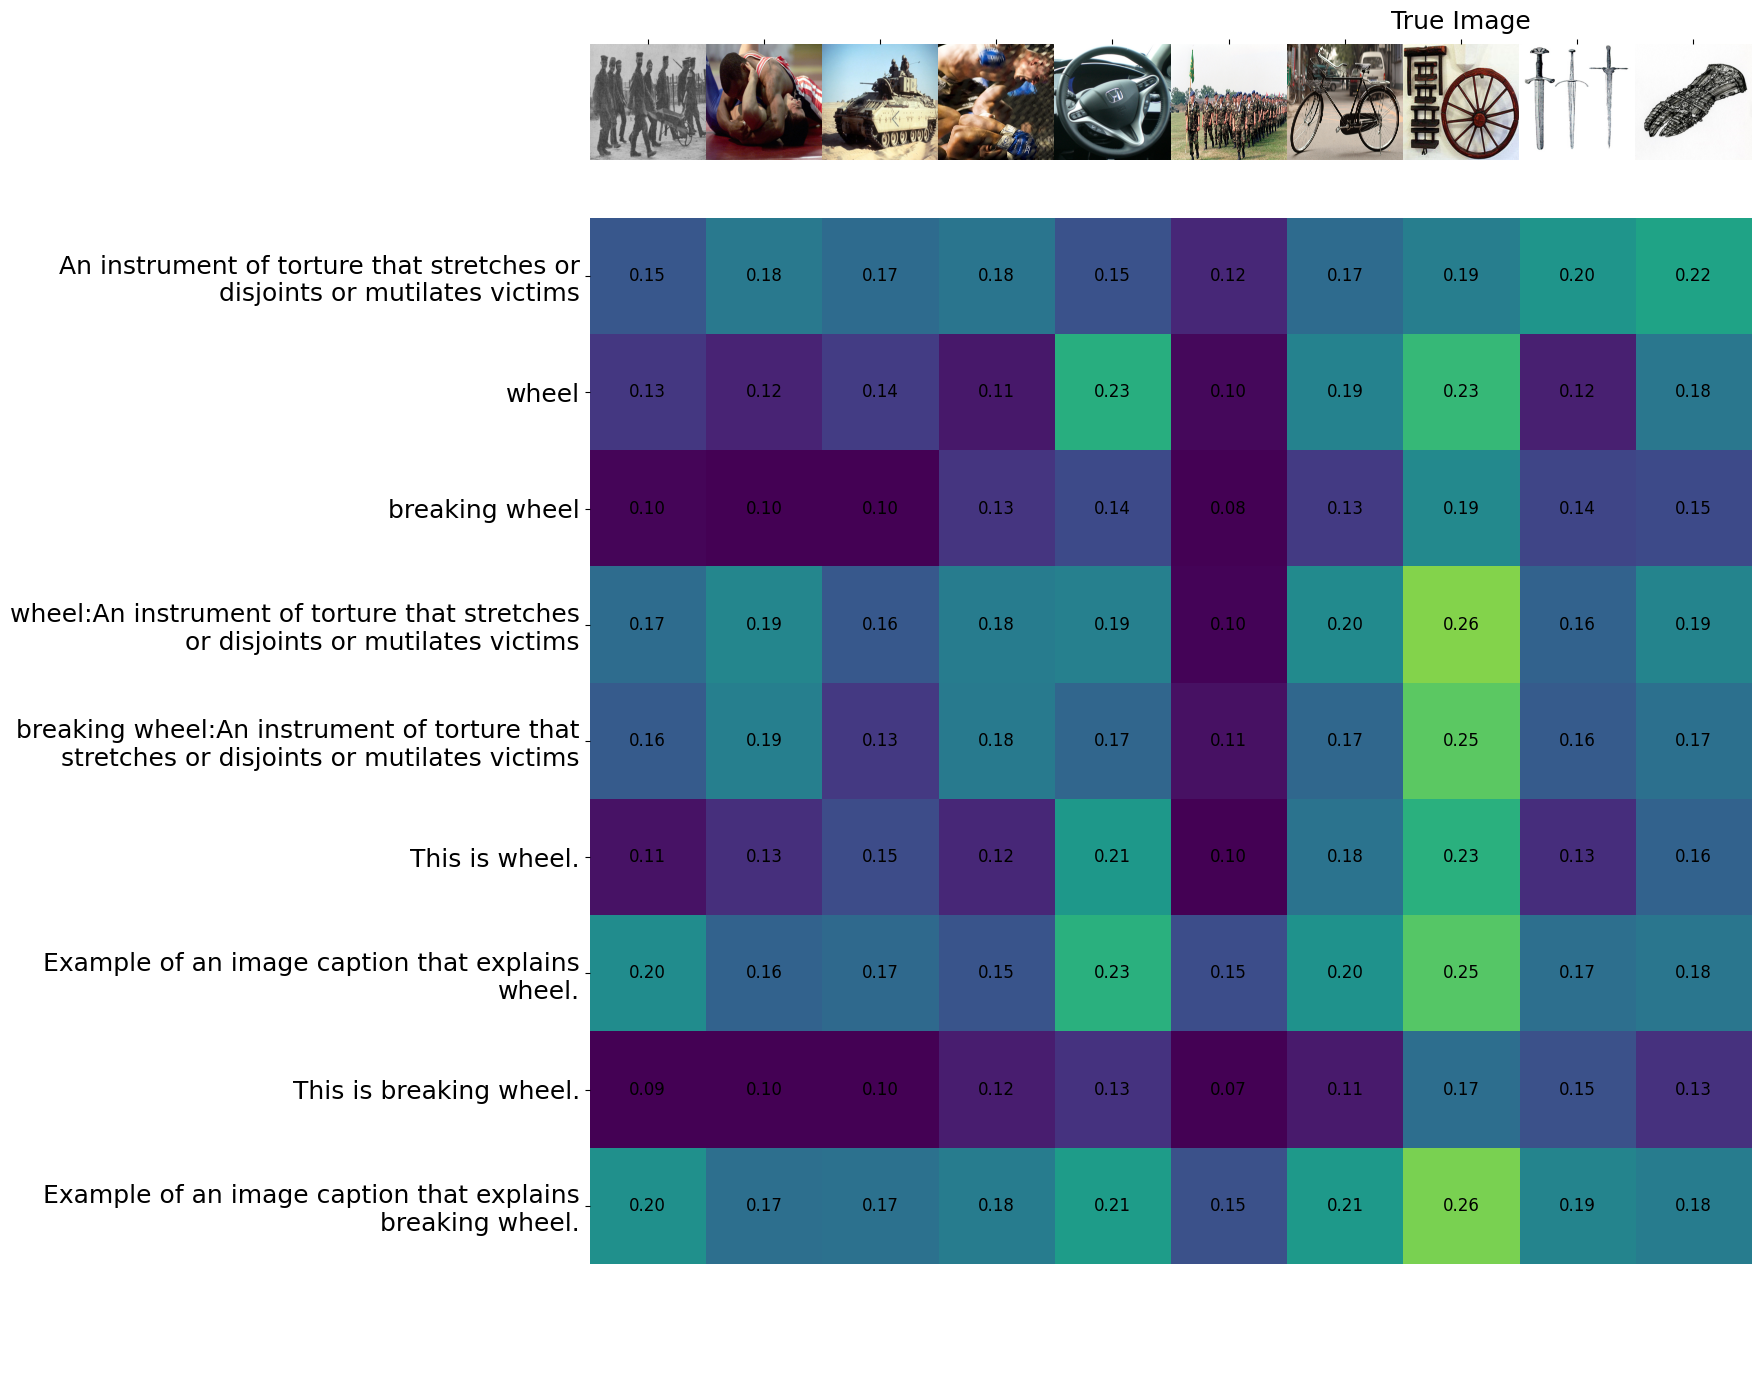 True Image
An instrument of torture that stretches or
disjoints or mutilates victims
0.15 0.18 0.17 0.18 0.15 0.12 0.17 0.19 0.20 0.22
wheel
0.13 0.12 0.14 0.11 0.23 0.10 0.19 0.23 0.12 0.18
breaking wheel
0.10 0.10 0.10 0.13 0.14 0.08 0.13 0.19 0.14 0.15
wheel:An instrument of torture that stretches
or disjoints or mutilates victims
0.17 0.19 0.16 0.18 0.19 0.10 0.20 0.26 0.16 0.19
breaking wheel:An instrument of torture that
stretches or disjoints or mutilates victims
0.16 0.19 0.13 0.18 0.17 0.11 0.17 0.25 0.16 0.17
This is wheel.
0.11 0.13 0.15 0.12 0.21 0.10 0.18 0.23 0.13 0.16
Example of an image caption that explains
wheel.
0.20 0.16 0.17 0.15 0.23 0.15 0.20 0.25 0.17 0.18
This is breaking wheel.
0.09 0.10 0.10 0.12 0.13 0.07 0.11 0.17 0.15 0.13
Example of an image caption that explains
breaking wheel.
0.20 0.17 0.17 0.18 0.21 0.15 0.21 0.26 0.19 0.18